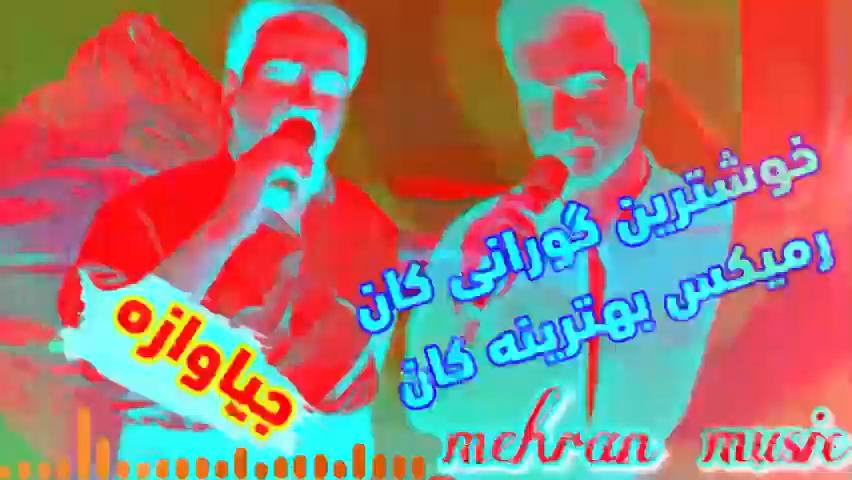 خوشترین گورانی کان
رمیکس بهترینه کان
جیاوازه
mehran music